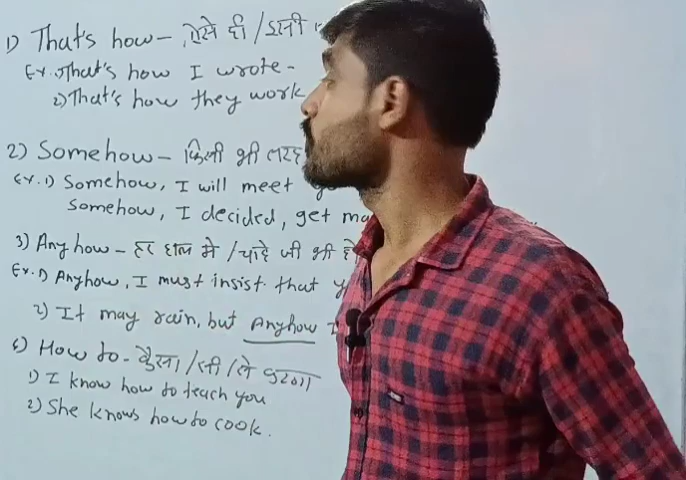 1) That's how - ऐसे ही / इसी
Ex. That's how I wrote -
2) That's how they work
2) Somehow - किसी भी तरह
Ex. 1) Somehow, I will meet
Somehow, I decided, get
3) Anyhow - हर हाल में / चाहे जो भी हो
Ex. 1) Anyhow, I must insist that
2) It may rain, but Anyhow
How to - कैसा / सी / से करना
1) I know how to teach you
2) She knows how to cook.